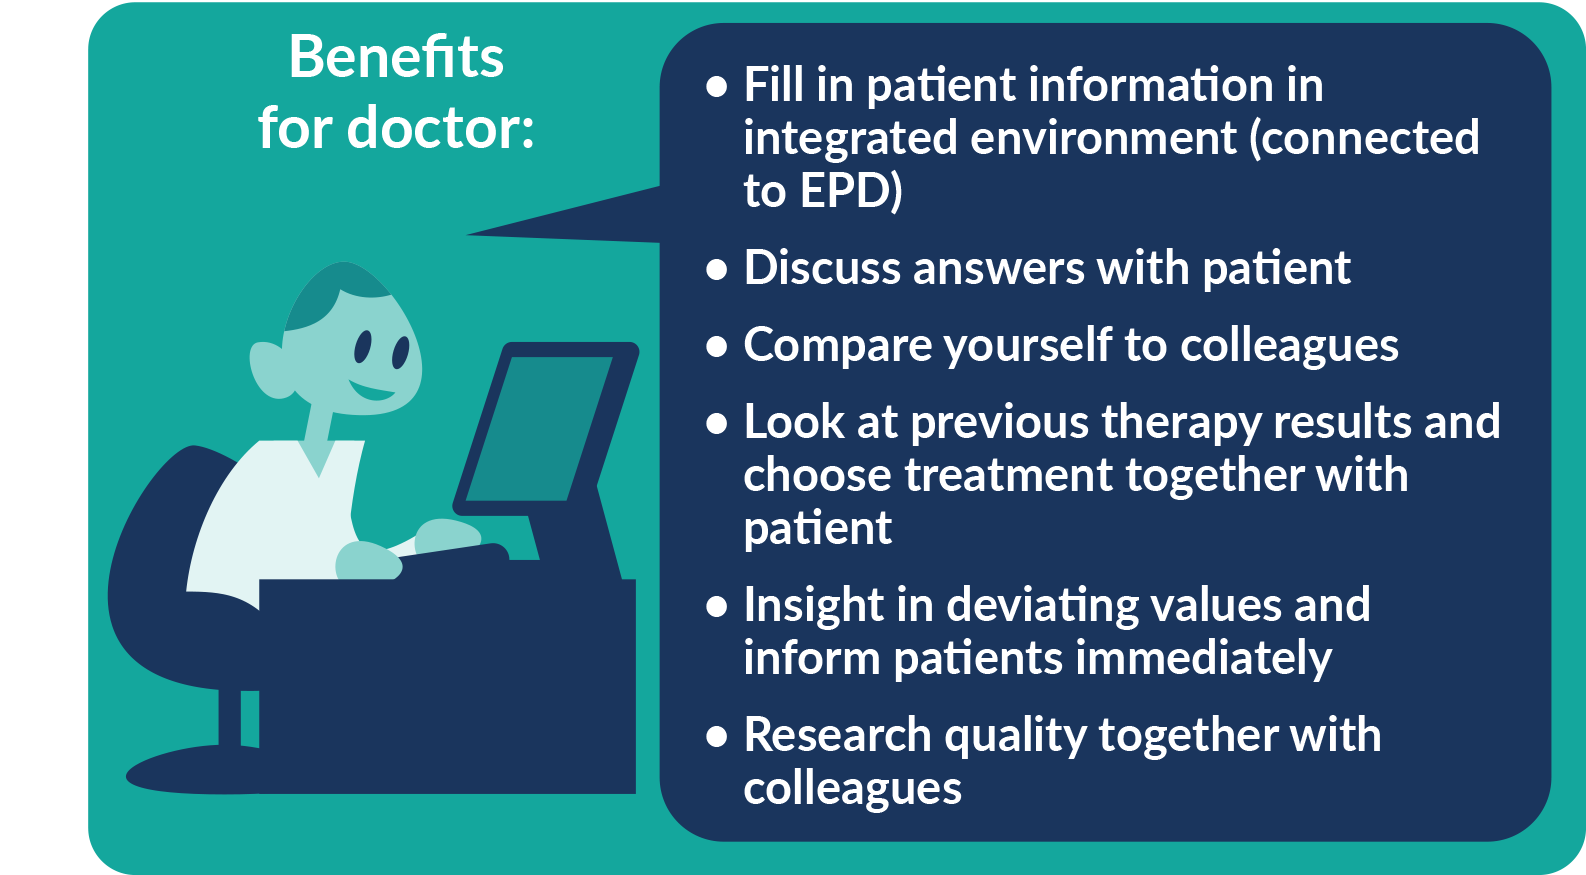 Benefits
for doctor:
• Fill in patient information in
integrated environment (connected
to EPD)
• Discuss answers with patient
• Compare yourself to colleagues
• Look at previous therapy results and
choose treatment together with
patient
• Insight in deviating values and
inform patients immediately
• Research quality together with
colleagues